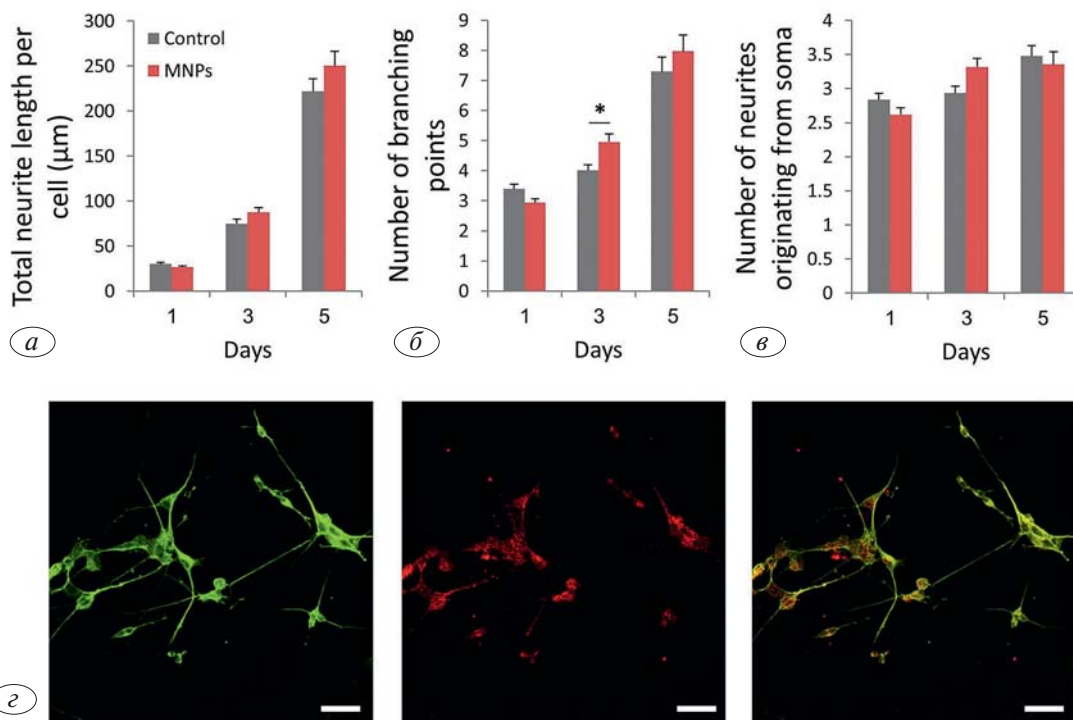 300
250
200
150
100
50
0
Total neurite length per
cell (µm)
Control
MNPs
1 3 5
Days
а
9
8
7
6
5
4
3
2
1
0
Number of branching
points
*
1 3 5
Days
б
4
3.5
3
2.5
2
1.5
1
0.5
0
Number of neurites
originating from soma
1 3 5
Days
в
г